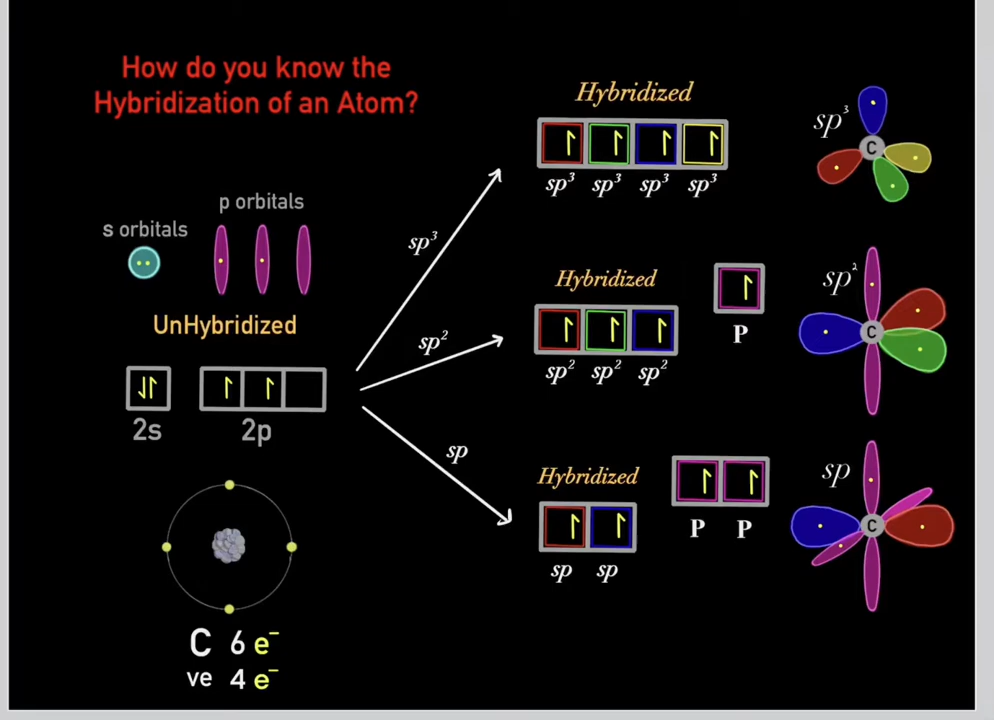 How do you know the
Hybridization of an Atom?
s orbitals
p orbitals
UnHybridized
2s
2p
C 6 e⁻
ve 4 e⁻
sp³
sp²
sp
Hybridized
sp³ sp³ sp³ sp³
sp³
C
Hybridized
sp² sp² sp²
P
sp²
C
Hybridized
sp sp
P P
sp
C